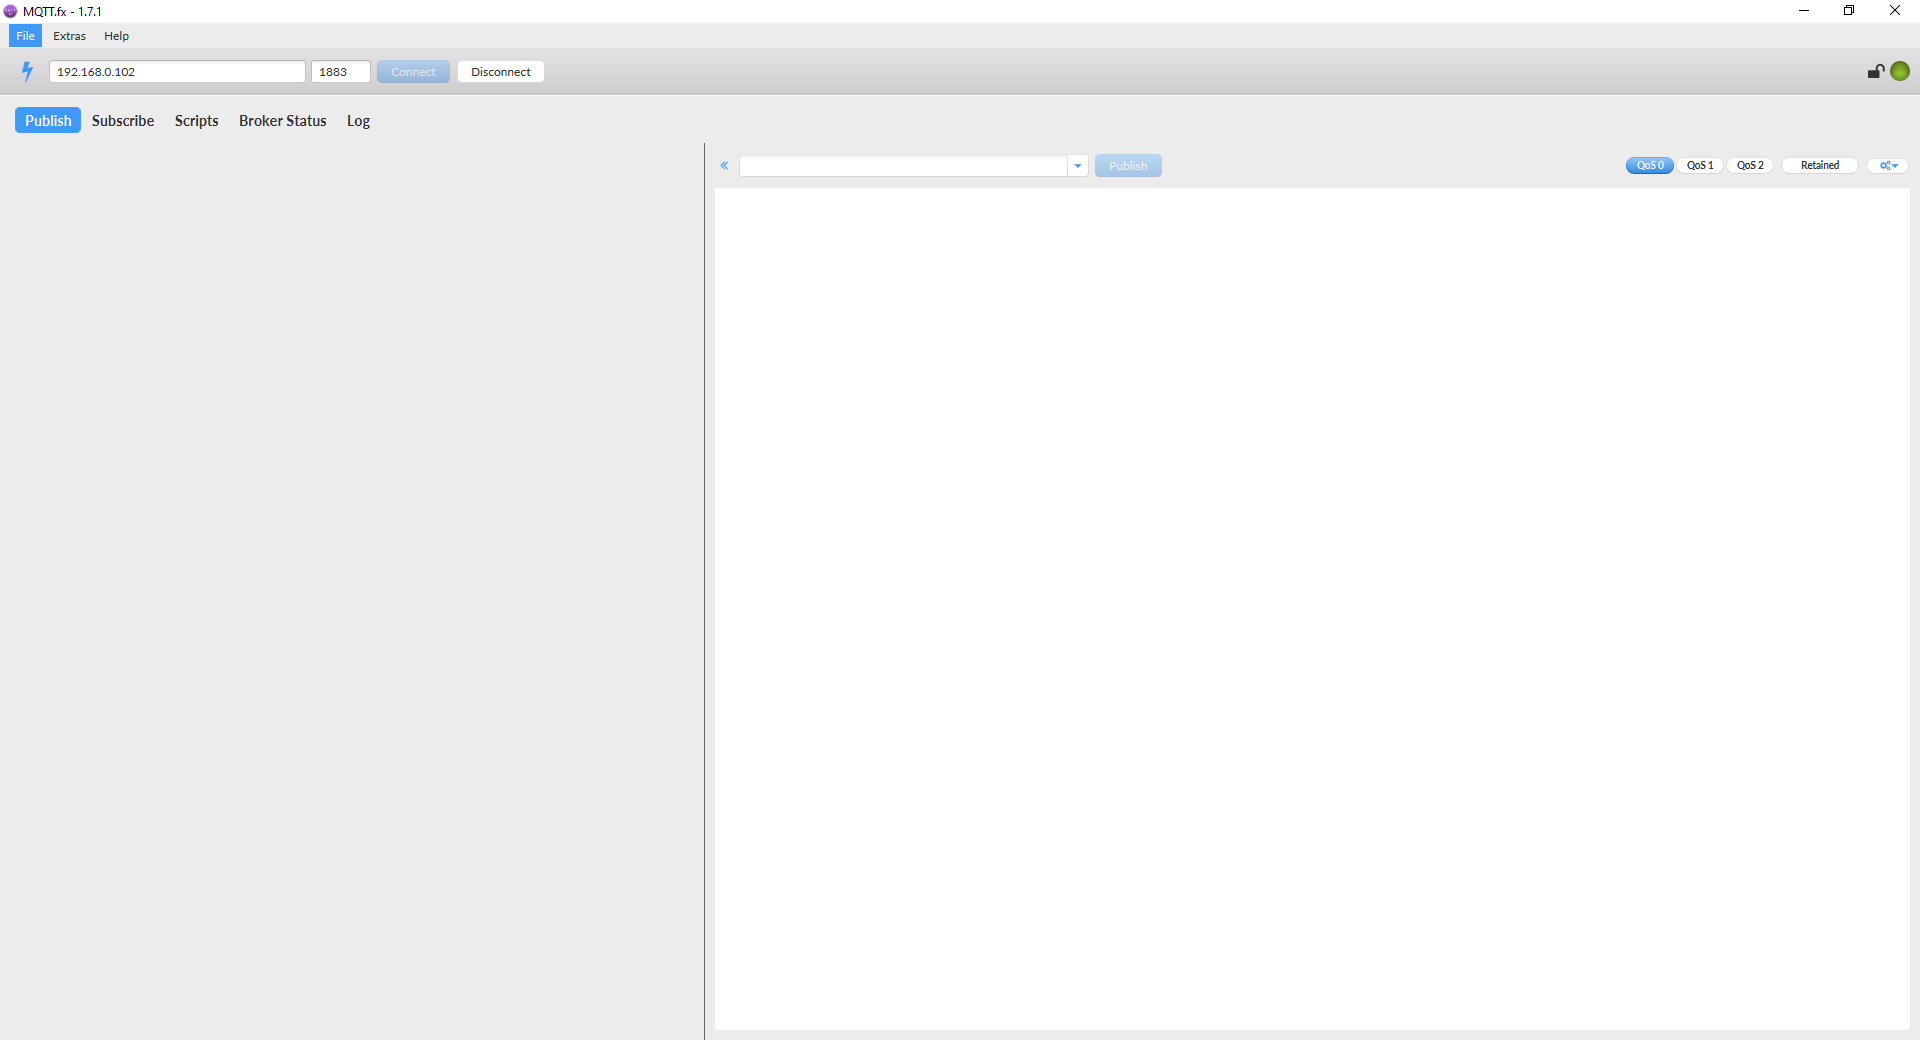 MQTT.fx - 1.7.1
File Extras Help
192.168.0.102 1883 Connect Disconnect
Publish Subscribe Scripts Broker Status Log
Publish QoS 0 QoS 1 QoS 2 Retained